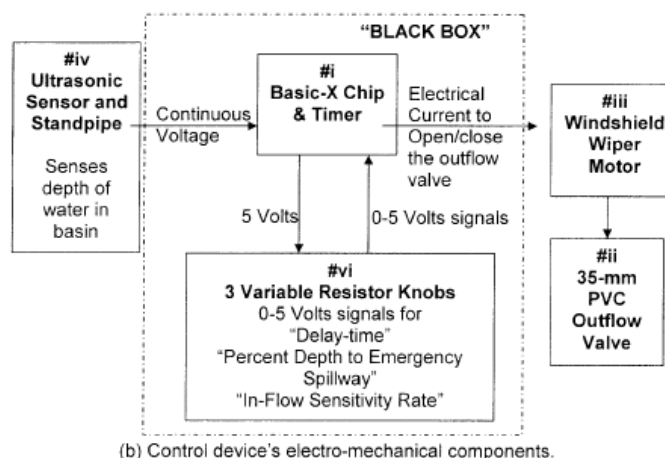 “BLACK BOX”
#iv
Ultrasonic
Sensor and
Standpipe
Senses
depth of
water in
basin
Continuous
Voltage
#i
Basic-X Chip
& Timer
Electrical
Current to
Open/close
the outflow
valve
#iii
Windshield
Wiper
Motor
5 Volts
0-5 Volts signals
#vi
3 Variable Resistor Knobs
0-5 Volts signals for
“Delay-time”
“Percent Depth to Emergency
Spillway”
“In-Flow Sensitivity Rate”
#ii
35-mm
PVC
Outflow
Valve
(b) Control device's electro-mechanical components.